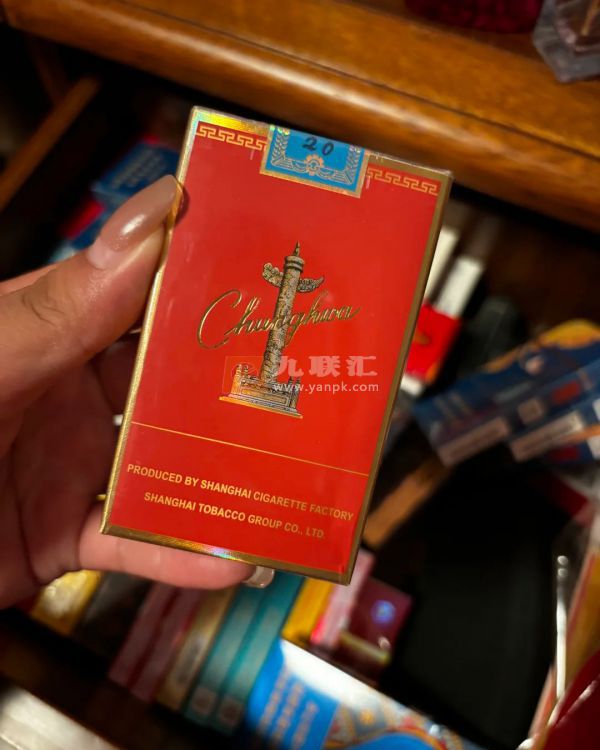 20
Chunghwa
九联汇
www.yanpk.com
PRODUCED BY SHANGHAI CIGARETTE FACTORY
SHANGHAI TOBACCO GROUP CO., LTD.